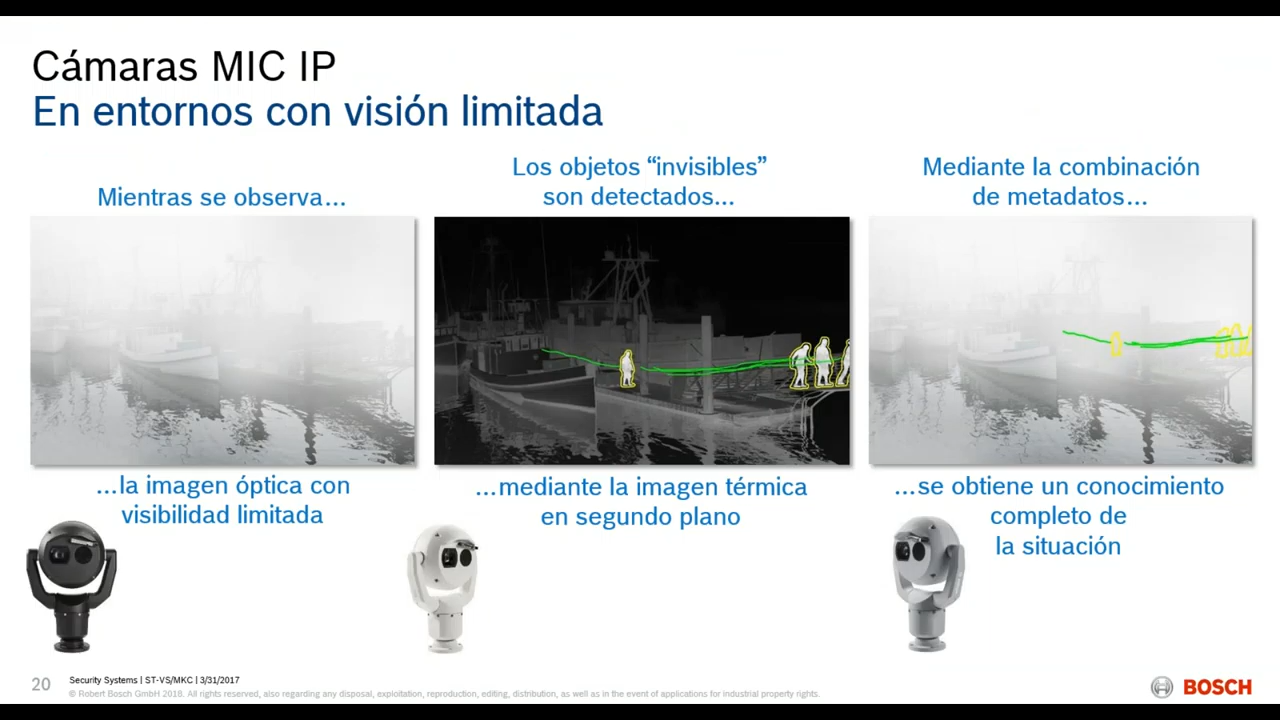 Cámaras MIC IP
En entornos con visión limitada
Mientras se observa...
...la imagen óptica con
visibilidad limitada
Los objetos “invisibles”
son detectados...
...mediante la imagen térmica
en segundo plano
Mediante la combinación
de metadatos...
...se obtiene un conocimiento
completo de
la situación
20
Security Systems | ST-VS/MKC | 3/31/2017
© Robert Bosch GmbH 2018. All rights reserved, also regarding any disposal, exploitation, reproduction, editing, distribution, as well as in the event of applications for industrial property rights.
BOSCH